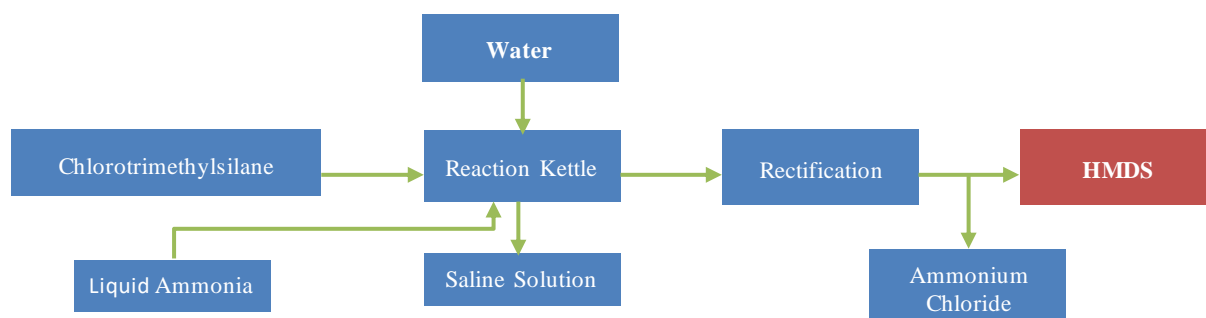 Water
Chlorotrimethylsilane
Reaction Kettle
Rectification
HMDS
Liquid Ammonia
Saline Solution
Ammonium
Chloride